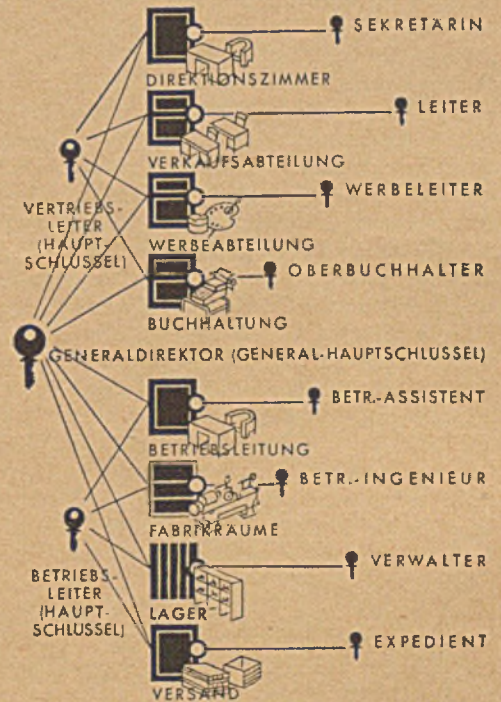 SEKRETÄRIN
DIREKTIONSZIMMER
LEITER
VERKAUFSABTEILUNG
WERBELEITER
VERTRIEBS-
LEITER
(HAUPT-
SCHLÜSSEL)
WERBEABTEILUNG
OBERBUCHHALTER
BUCHHALTUNG
GENERALDIREKTOR (GENERAL-HAUPTSCHLÜSSEL)
BETR.-ASSISTENT
BETRIEBSLEITUNG
BETR.-INGENIEUR
FABRIKRÄUME
VERWALTER
BETRIEBS-
LEITER
(HAUPT-
SCHLÜSSEL)
LAGER
EXPEDIENT
VERSAND